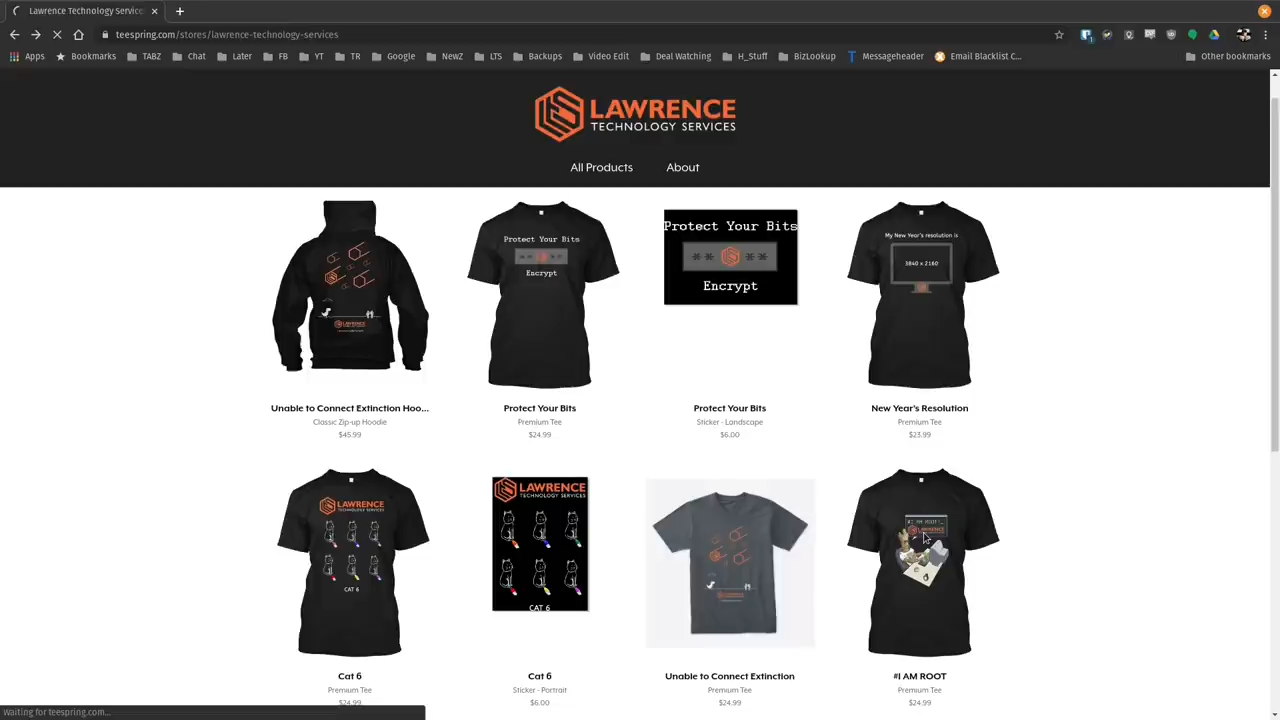 Lawrence Technology Service
teespring.com/stores/lawrence-technology-services
Apps
Bookmarks
TABZ
Chat
Later
FB
YT
TR
Google
NewZ
LTS
Backups
Video Edit
Deal Watching
H_Stuff
BizLookup
Messageheader
Email Blacklist C...
Other bookmarks
LAWRENCE
TECHNOLOGY SERVICES
All Products
About
Protect Your Bits
Encrypt
Protect Your Bits
** **
Encrypt
My New Year's resolution is
3840 x 2160
Unable to Connect Extinction Hoo...
Classic Zip-up Hoodie
$45.99
Protect Your Bits
Premium Tee
$24.99
Protect Your Bits
Sticker - Landscape
$6.00
New Year's Resolution
Premium Tee
$23.99
LAWRENCE
TECHNOLOGY SERVICES
CAT 6
LAWRENCE
TECHNOLOGY SERVICES
CAT 6
LAWRENCE
Cat 6
Premium Tee
$24.99
Cat 6
Sticker - Portrait
$6.00
Unable to Connect Extinction
Premium Tee
$24.99
#I AM ROOT
Premium Tee
$24.99
Waiting for teespring.com...